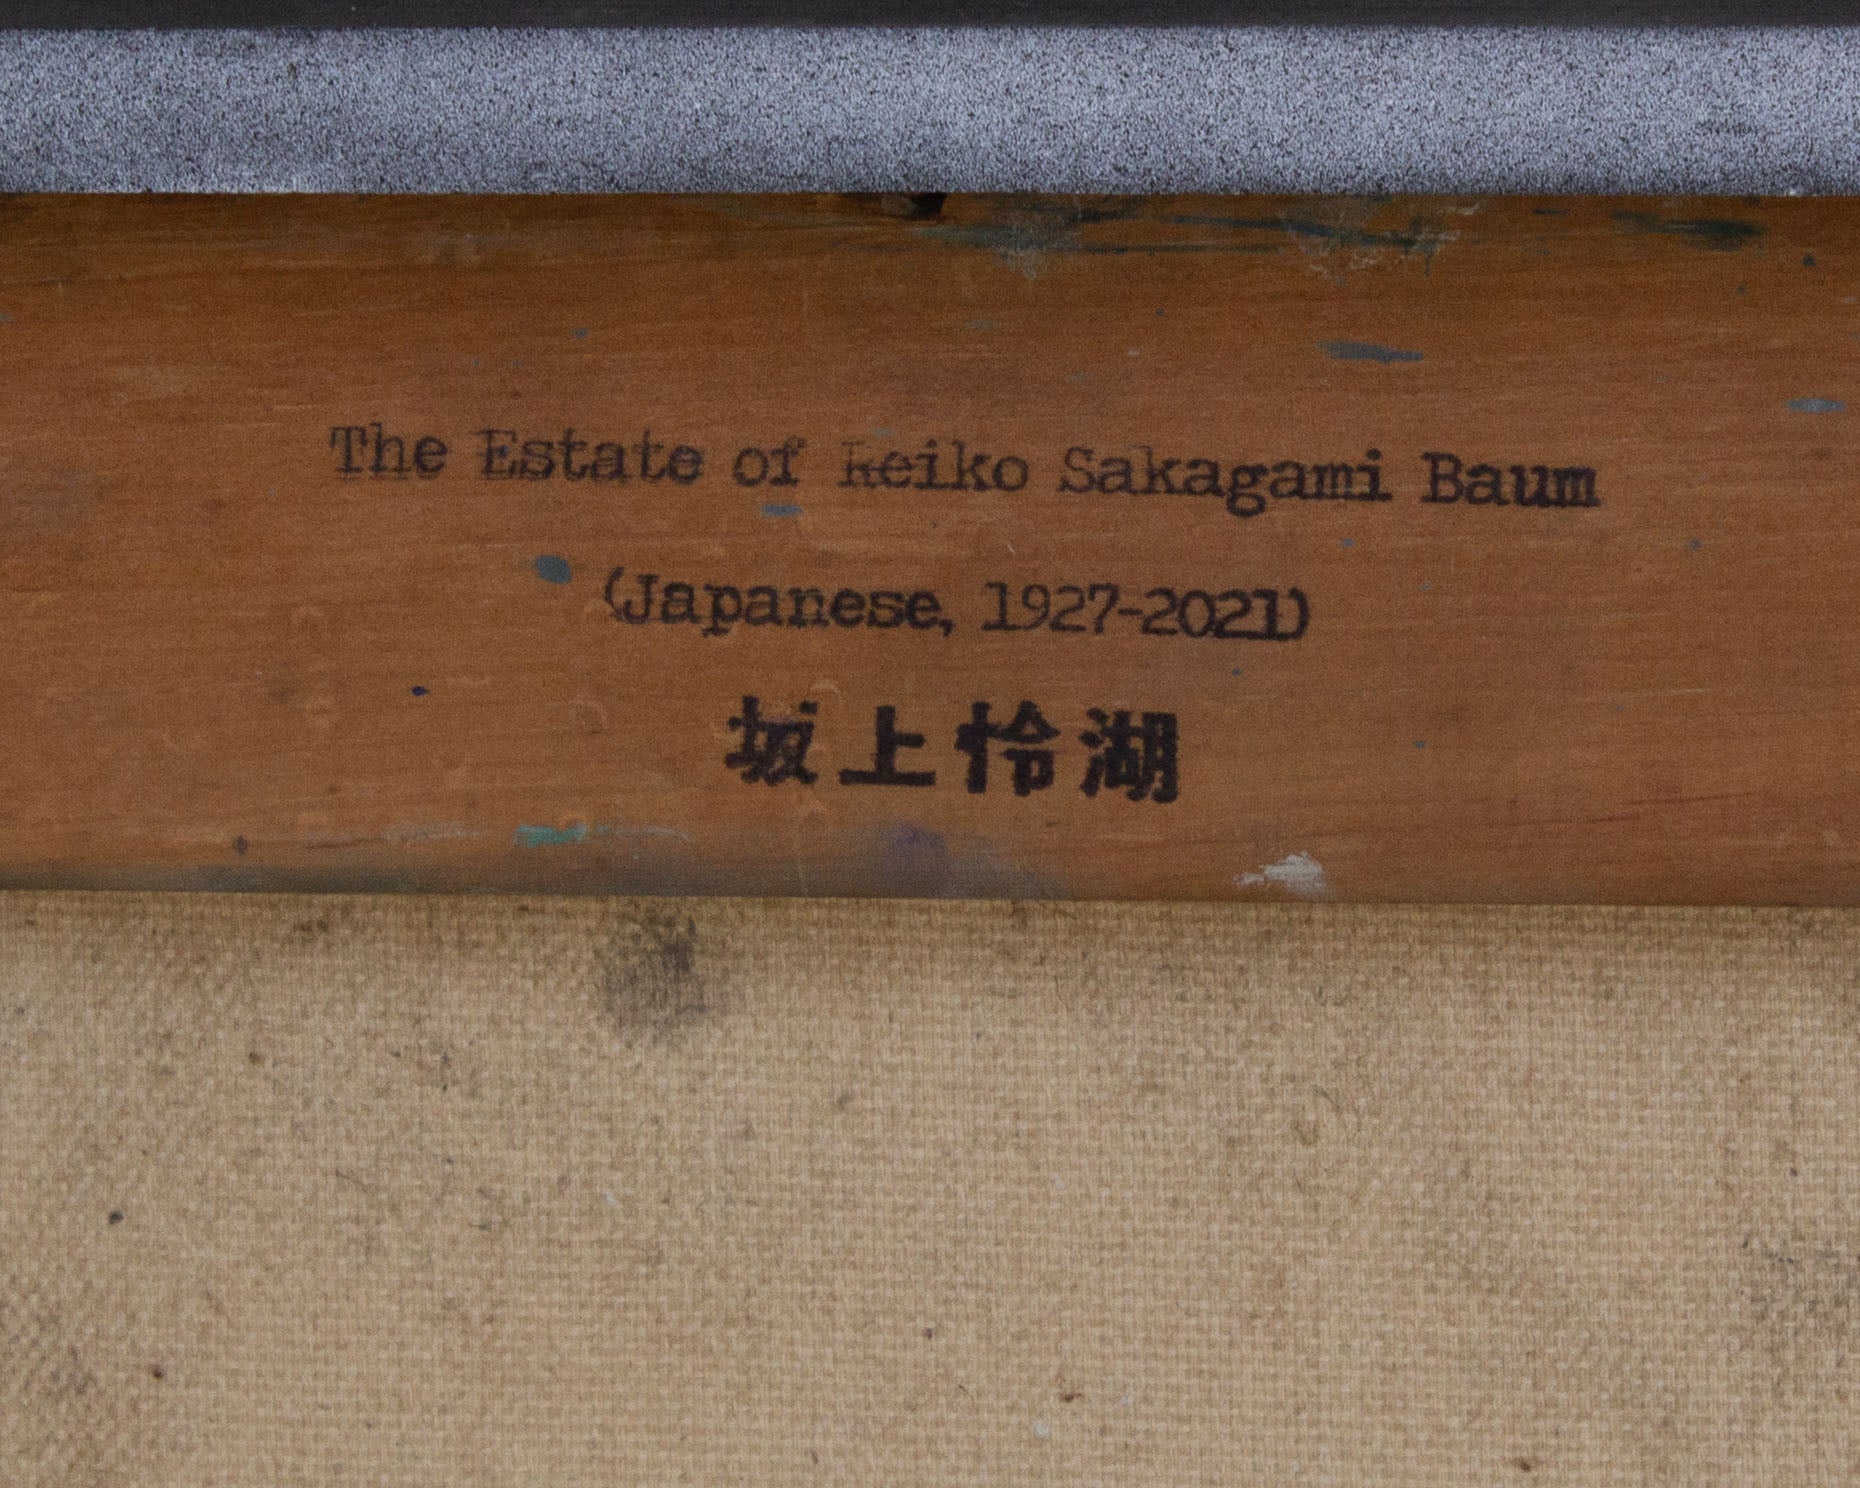 The Estate of Keiko Sakagami Baum
(Japanese, 1927-2021)
坂上怜湖